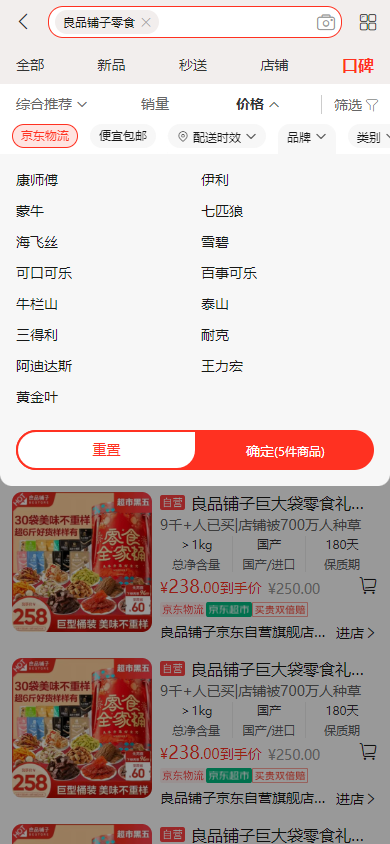 良品铺子零食
全部 新品 秒送 店铺 口碑
综合推荐 销量 价格 筛选
京东物流 便宜包邮 配送时效 品牌 类别
康师傅 伊利
蒙牛 七匹狼
海飞丝 雪碧
可口可乐 百事可乐
牛栏山 泰山
三得利 耐克
阿迪达斯 王力宏
黄金叶
重置 确定(5件商品)
良品铺子 超市黑五
30袋美味不重样
超6斤好货样样有
零食
全家桶
258
.60
巨型桶装 美味不重样
自营 良品铺子巨大袋零食礼...
9千+人已买|店铺被700万人种草
> 1kg 国产 180天
总净含量 国产/进口 保质期
¥238.00到手价 ¥250.00
京东物流 京东超市 买贵双倍赔
良品铺子京东自营旗舰店... 进店
良品铺子 超市黑五
30袋美味不重样
超6斤好货样样有
零食
全家桶
258
.60
巨型桶装 美味不重样
自营 良品铺子巨大袋零食礼...
9千+人已买|店铺被700万人种草
> 1kg 国产 180天
总净含量 国产/进口 保质期
¥238.00到手价 ¥250.00
京东物流 京东超市 买贵双倍赔
良品铺子京东自营旗舰店... 进店
良品铺子 超市黑五
自营 良品铺子巨大袋零食礼...